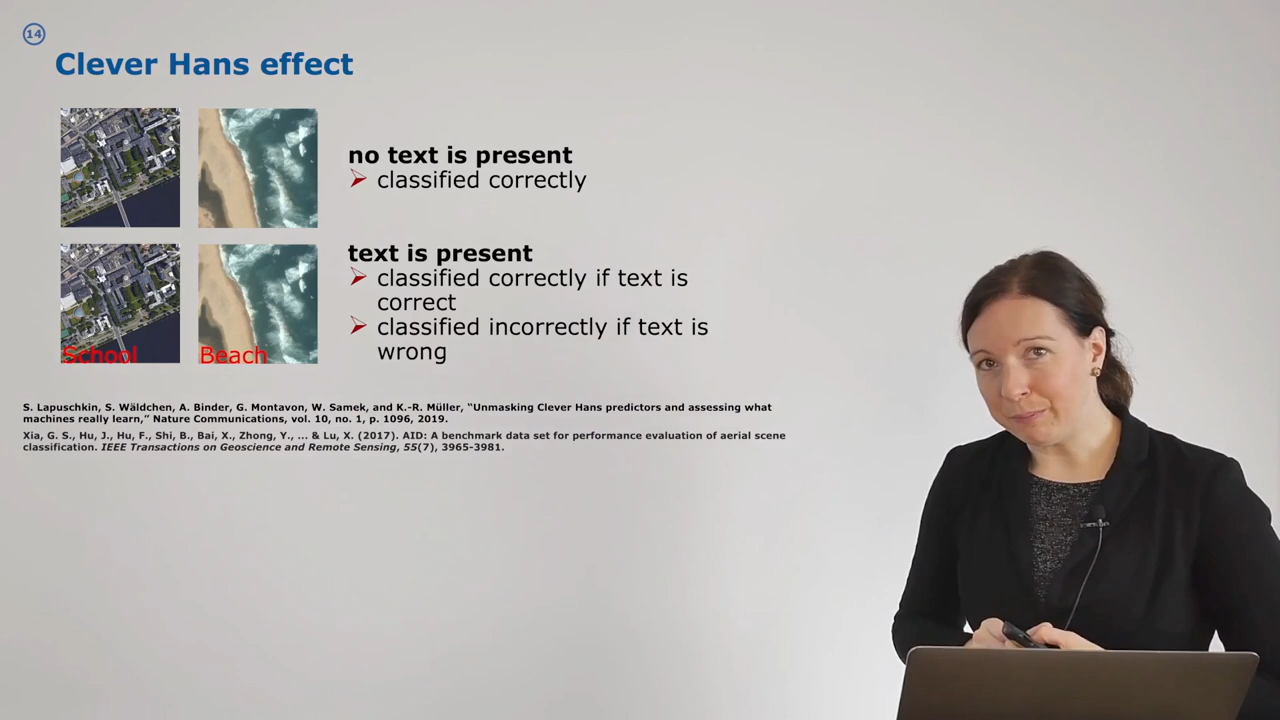 14
Clever Hans effect
no text is present
classified correctly
text is present
classified correctly if text is
correct
classified incorrectly if text is
wrong
School
Beach
S. Lapuschkin, S. Wäldchen, A. Binder, G. Montavon, W. Samek, and K.-R. Müller, “Unmasking Clever Hans predictors and assessing what
machines really learn,” Nature Communications, vol. 10, no. 1, p. 1096, 2019.
Xia, G. S., Hu, J., Hu, F., Shi, B., Bai, X., Zhong, Y., ... & Lu, X. (2017). AID: A benchmark data set for performance evaluation of aerial scene
classification. IEEE Transactions on Geoscience and Remote Sensing, 55(7), 3965-3981.